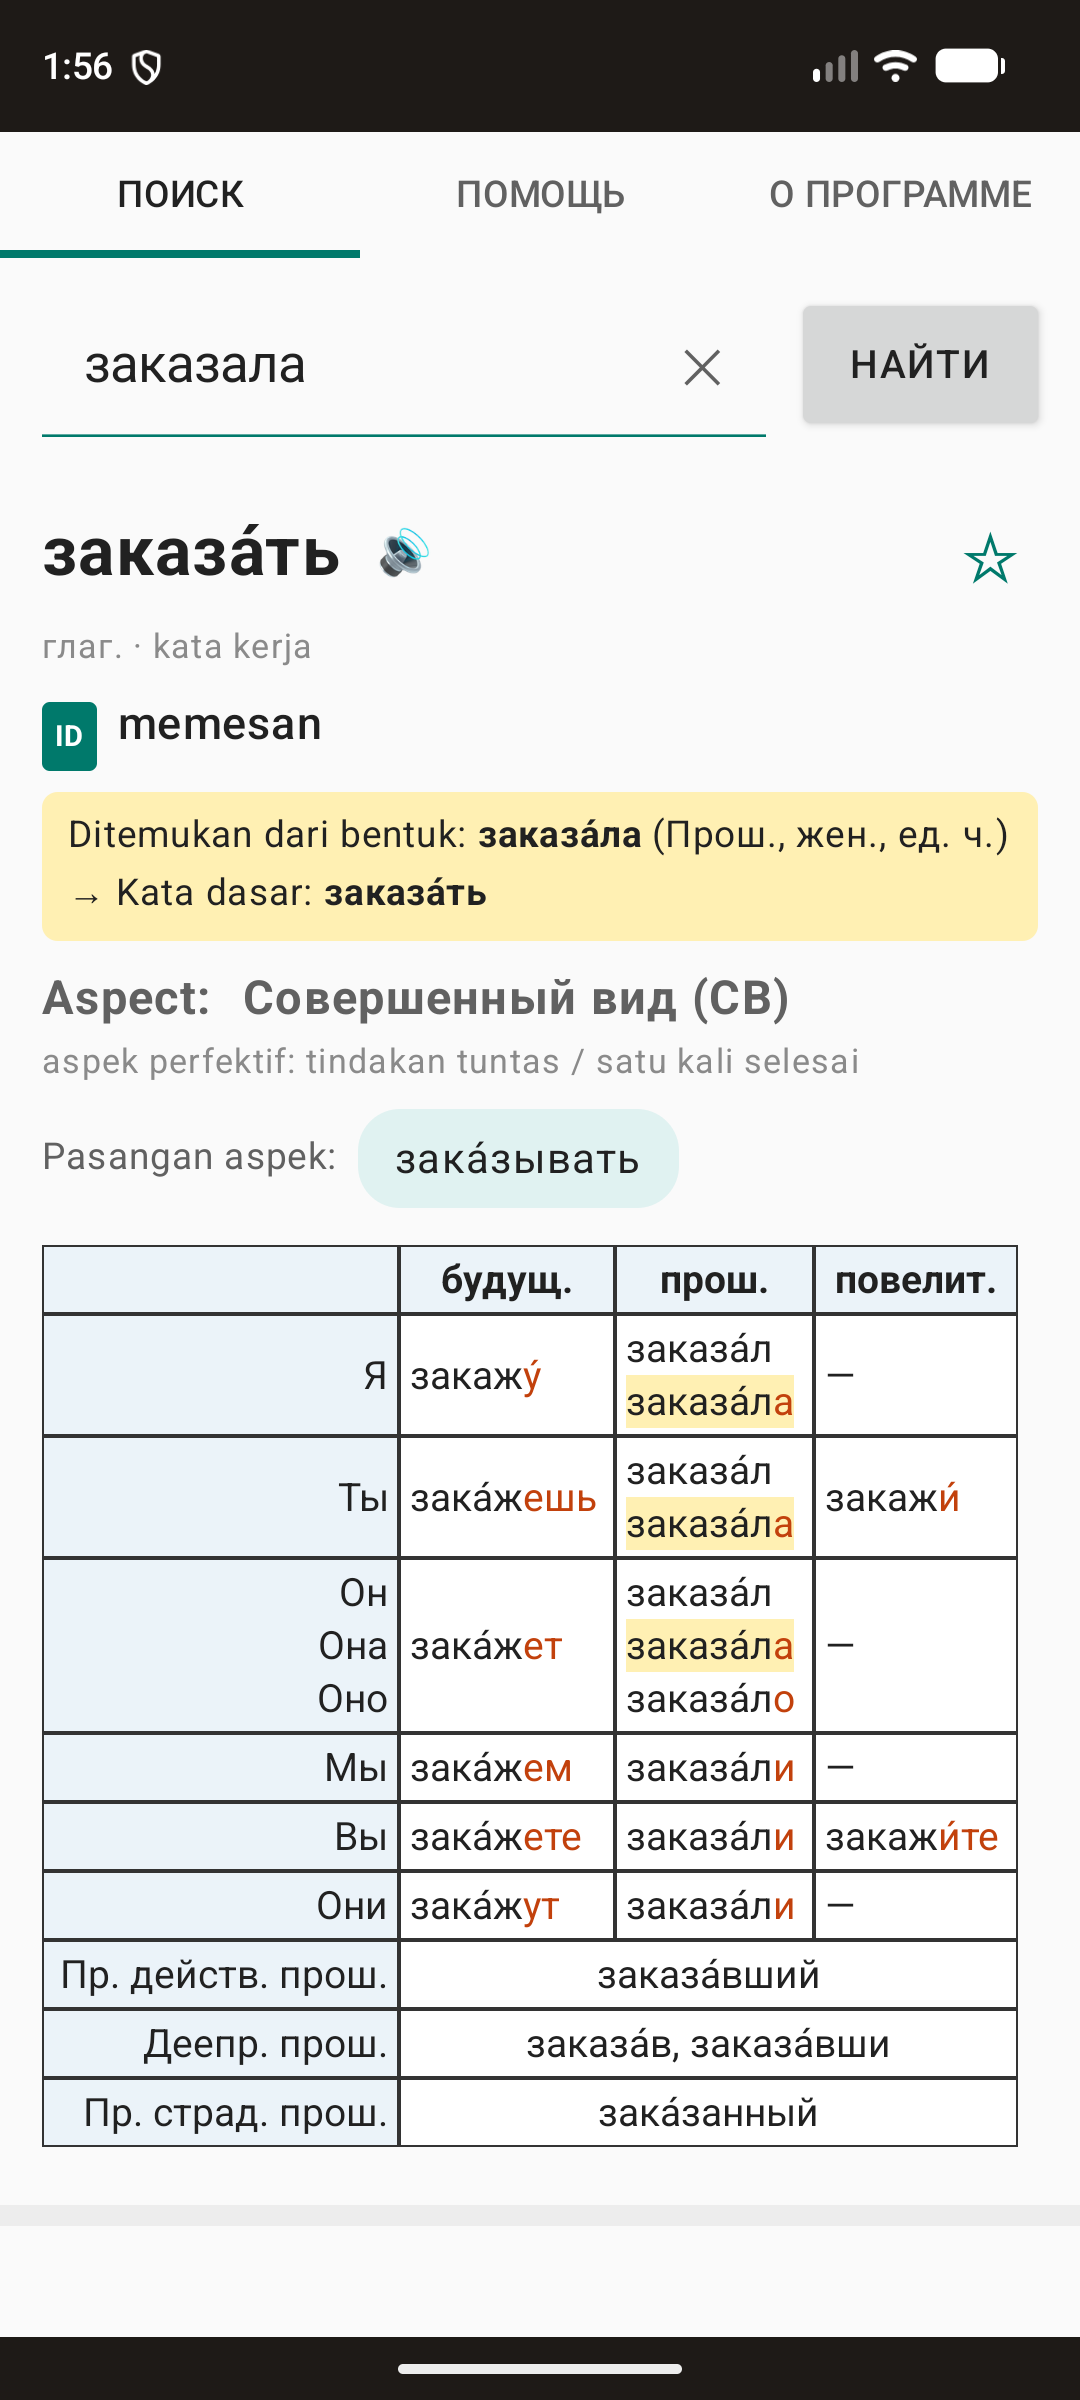 1:56
ПОИСК ПОМОЩЬ О ПРОГРАММЕ
заказала НАЙТИ
заказа́ть
глаг. · kata kerja
ID memesan
Ditemukan dari bentuk: заказа́ла (Прош., жен., ед. ч.)
→ Kata dasar: заказа́ть
Aspect: Совершенный вид (СВ)
aspek perfektif: tindakan tuntas / satu kali selesai
Pasangan aspek: зака́зывать
будущ. прош. повелит.
Я закажу́ заказа́л заказа́ла —
Ты зака́жешь заказа́л заказа́ла закажи́
Он Она Оно зака́жет заказа́л заказа́ла заказа́ло —
Мы зака́жем заказа́ли —
Вы зака́жете заказа́ли закажи́те
Они зака́жут заказа́ли —
Пр. действ. прош. заказа́вший
Деепр. прош. заказа́в, заказа́вши
Пр. страд. прош. зака́занный